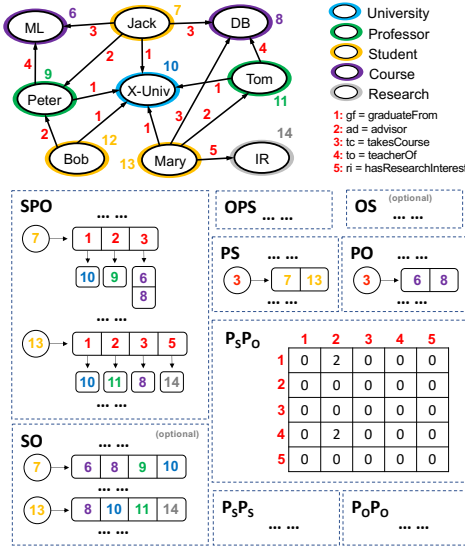 6 7 8
ML Jack DB University
3 3
1 Professor
4 2 4 Student
9 10
X-Univ Tom Course
Peter 1 1
3 11 Research
2 1 1 2 14
12 1: gf = graduateFrom
Bob Mary 5 IR 2: ad = advisor
13 3: tc = takesCourse
4: to = teacherOf
5: ri = hasResearchInterest
SPO
... ...
7 1 2 3
10 9 6
8
... ...
13 1 2 3 5
10 11 8 14
... ...
OPS
... ...
OS (optional)
... ...
PS
... ...
3 7 13
... ...
PO
... ...
3 6 8
... ...
PSPO
1 2 3 4 5
1 0 2 0 0 0
2 0 0 0 0 0
3 0 0 0 0 0
4 0 2 0 0 0
5 0 0 0 0 0
SO (optional)
... ...
7 6 8 9 10
... ...
13 8 10 11 14
PSPS
... ...
POPO
... ...